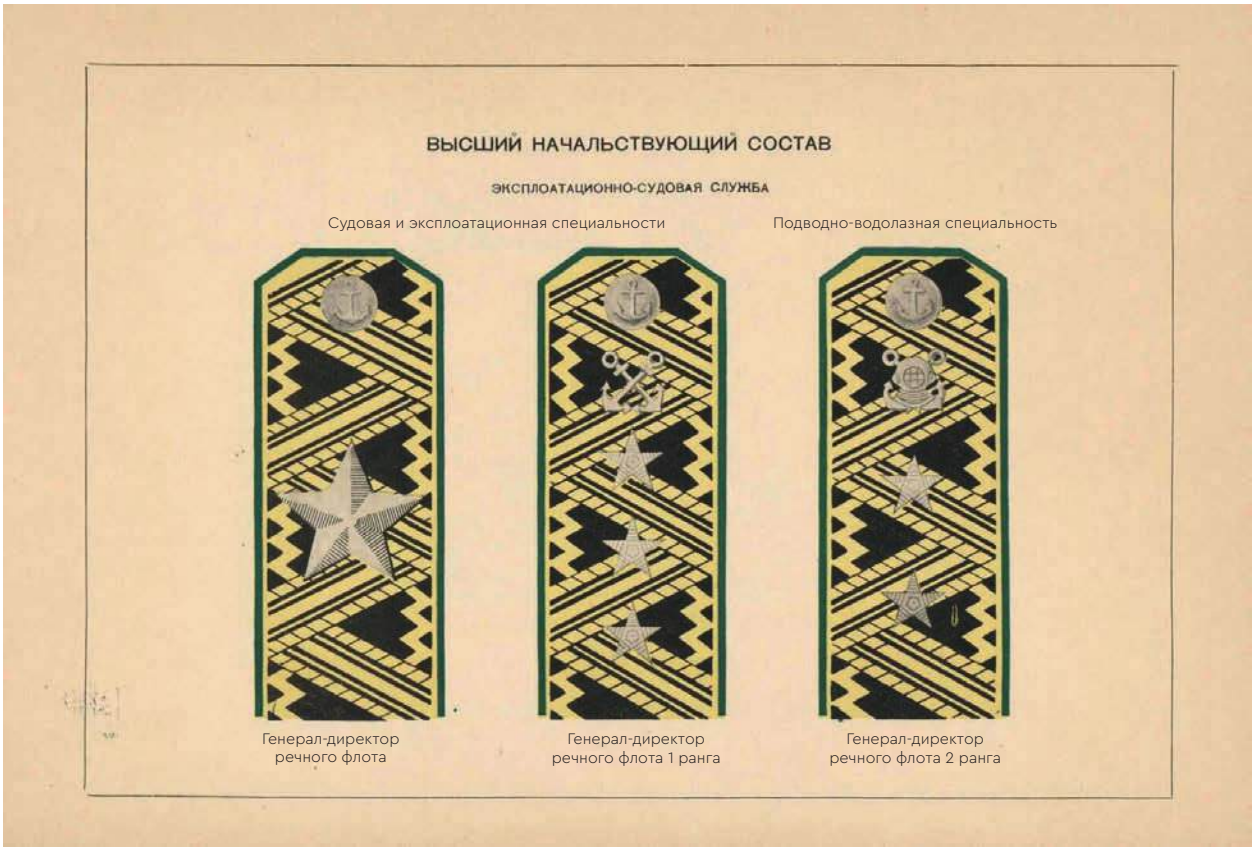 ВЫСШИЙ НАЧАЛЬСТВУЮЩИЙ СОСТАВ
ЭКСПЛОАТАЦИОННО-СУДОВАЯ СЛУЖБА
Судовая и эксплоатационная специальности
Подводно-водолазная специальность
Генерал-директор
речного флота
Генерал-директор
речного флота 1 ранга
Генерал-директор
речного флота 2 ранга